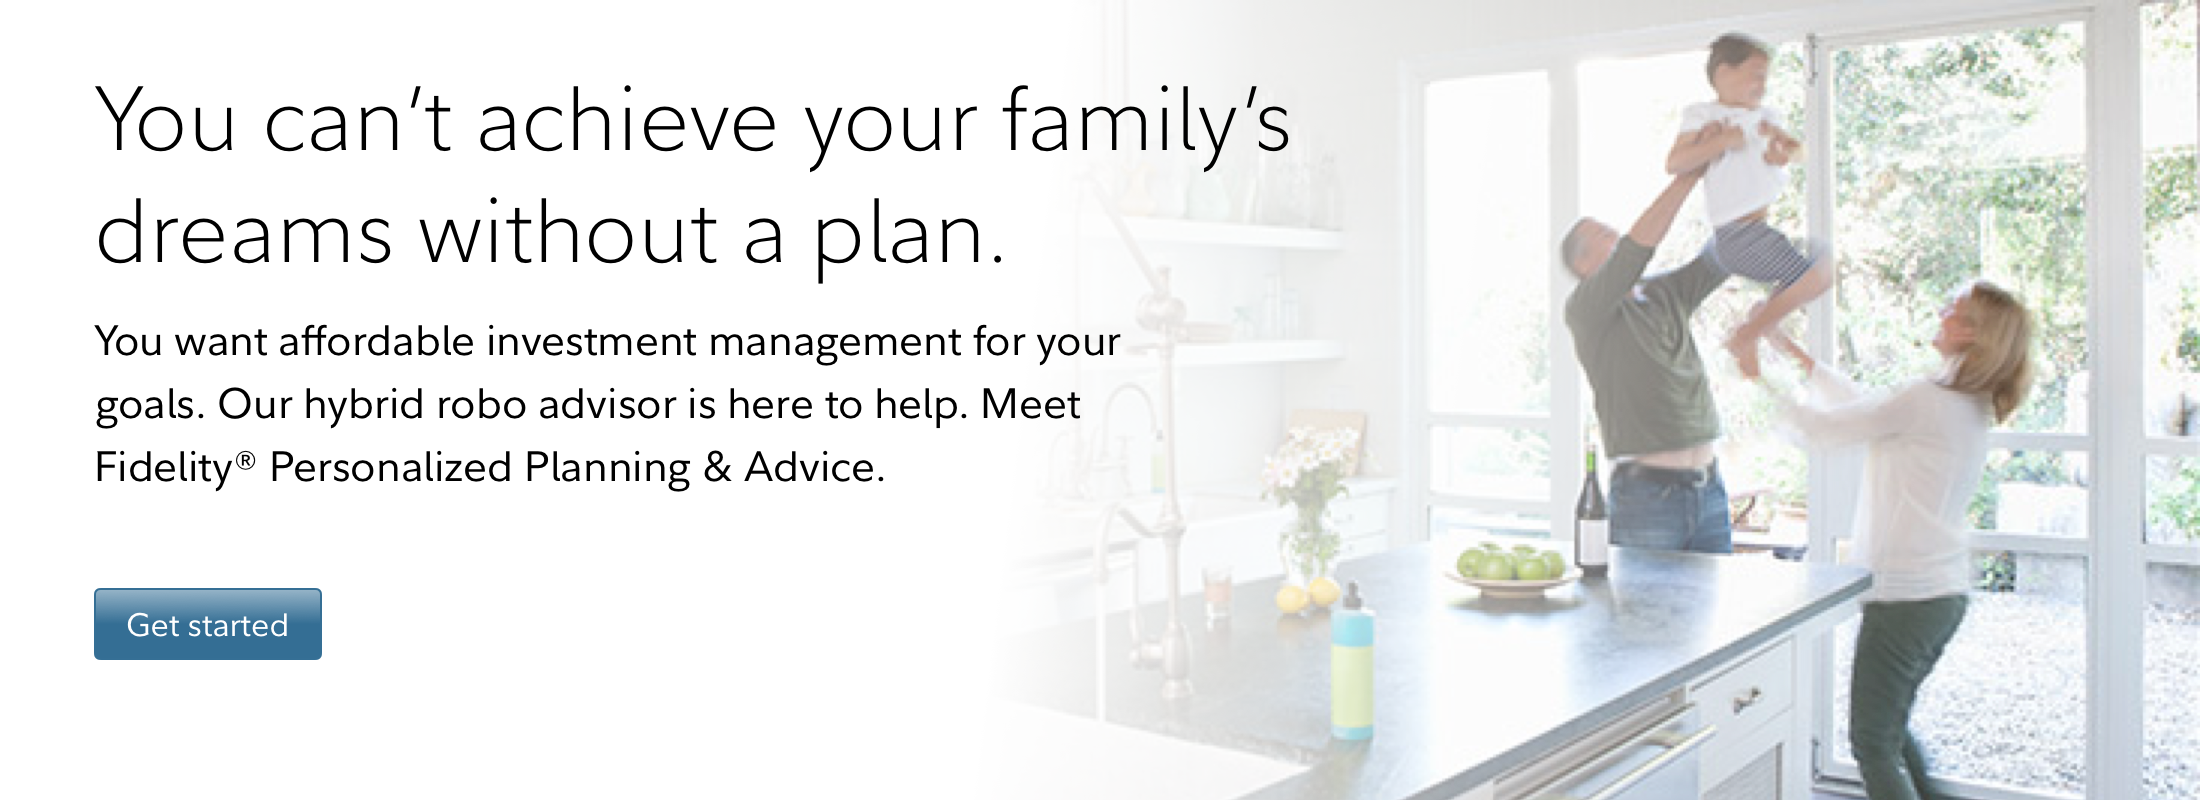 You can’t achieve your family’s
dreams without a plan.
You want affordable investment management for your
goals. Our hybrid robo advisor is here to help. Meet
Fidelity® Personalized Planning & Advice.
Get started